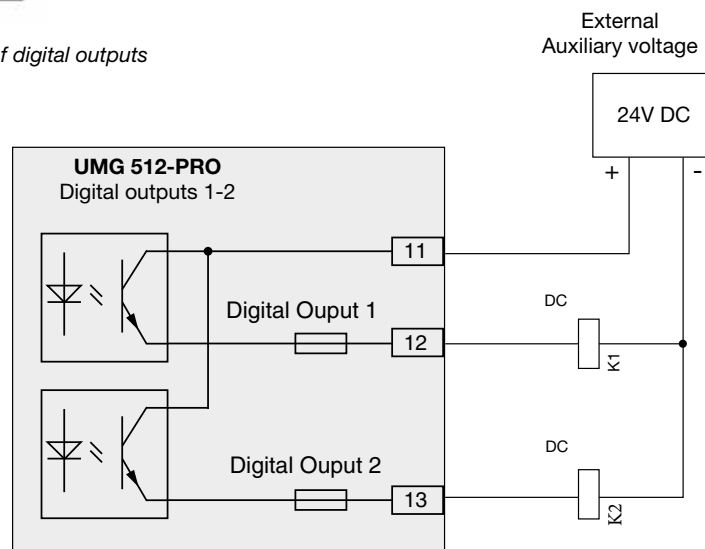 External
Auxiliary voltage
f digital outputs
24V DC
+ -
UMG 512-PRO
Digital outputs 1-2
11
Digital Ouput 1
12
DC
K1
Digital Ouput 2
13
DC
K2